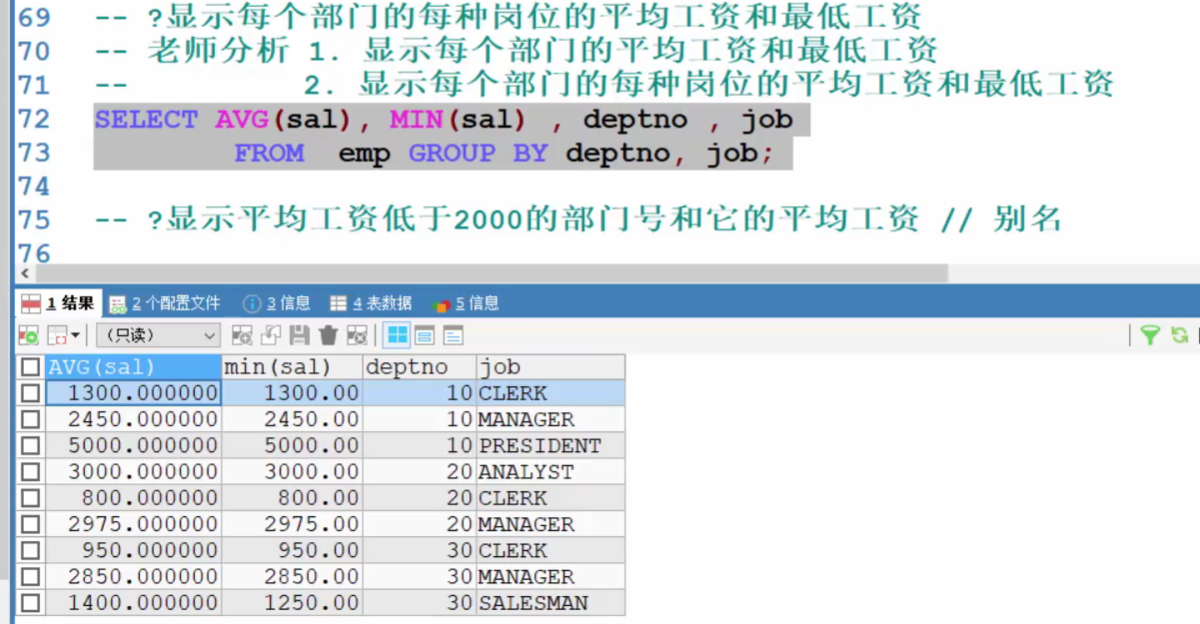 69 -- ?显示每个部门的每种岗位的平均工资和最低工资
70 -- 老师分析 1. 显示每个部门的平均工资和最低工资
71 -- 2. 显示每个部门的每种岗位的平均工资和最低工资
72 SELECT AVG(sal), MIN(sal) , deptno , job
73 FROM emp GROUP BY deptno, job;
74
75 -- ?显示平均工资低于2000的部门号和它的平均工资 // 别名
76
1 结果 2 个配置文件 3 信息 4 表数据 5 信息
(只读)
AVG(sal) min(sal) deptno job
1300.000000 1300.00 10 CLERK
2450.000000 2450.00 10 MANAGER
5000.000000 5000.00 10 PRESIDENT
3000.000000 3000.00 20 ANALYST
800.000000 800.00 20 CLERK
2975.000000 2975.00 20 MANAGER
950.000000 950.00 30 CLERK
2850.000000 2850.00 30 MANAGER
1400.000000 1250.00 30 SALESMAN